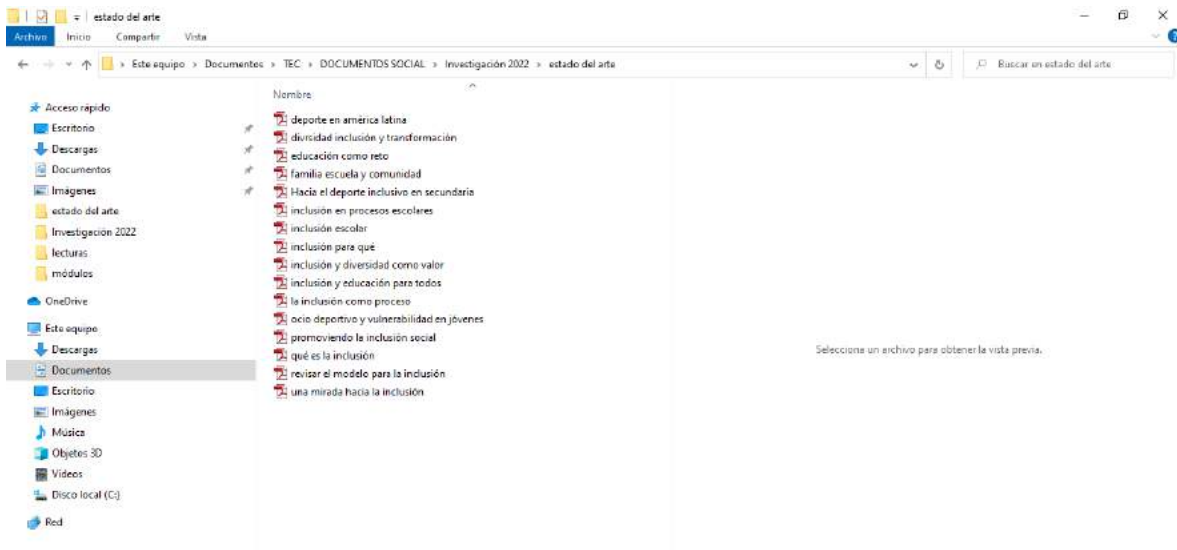 estado del arte
Archivo Inicio Compartir Vista
Este equipo > Documentos > TEC > DOCUMENTOS SOCIAL > Investigación 2022 > estado del arte
Buscar en estado del arte
Acceso rápido
Escritorio
Descargas
Documentos
Imágenes
estado del arte
Investigación 2022
lecturas
módulos
OneDrive
Este equipo
Descargas
Documentos
Escritorio
Imágenes
Música
Objetos 3D
Vídeos
Disco local (C:)
Red
Nombre
deporte en américa latina
divrsidad inclusión y transformación
educación como reto
familia escuela y comunidad
Hacia el deporte inclusivo en secundaria
inclusión en procesos escolares
inclusión escolar
inclusión para qué
inclusión y diversidad como valor
inclusión y educación para todos
la inclusión como proceso
ocio deportivo y vulnerabilidad en jóvenes
promoviendo la inclusión social
qué es la inclusión
revisar el modelo para la inclusión
una mirada hacia la inclusión
Selecciona un archivo para obtener la vista previa.